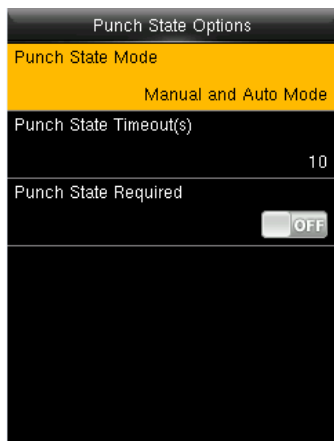 Punch State Options
Punch State Mode
Manual and Auto Mode
Punch State Timeout(s)
10
Punch State Required
OFF